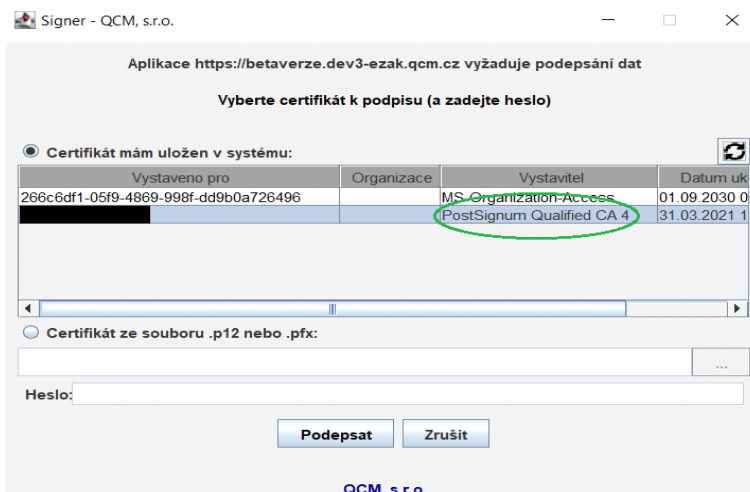 Signer - QCM, s.r.o.
Aplikace https://betaverze.dev3-ezak.qcm.cz vyžaduje podepsání dat
Vyberte certifikát k podpisu (a zadejte heslo)
Certifikát mám uložen v systému:
Vystaveno pro Organizace Vystavitel Datum uk
266c6df1-05f9-4869-998f-dd9b0a726496 MS-Organization-Access 01.09.2030 0
PostSignum Qualified CA 4 31.03.2021 1
Certifikát ze souboru .p12 nebo .pfx:
...
Heslo:
Podepsat Zrušit
QCM, s.r.o.